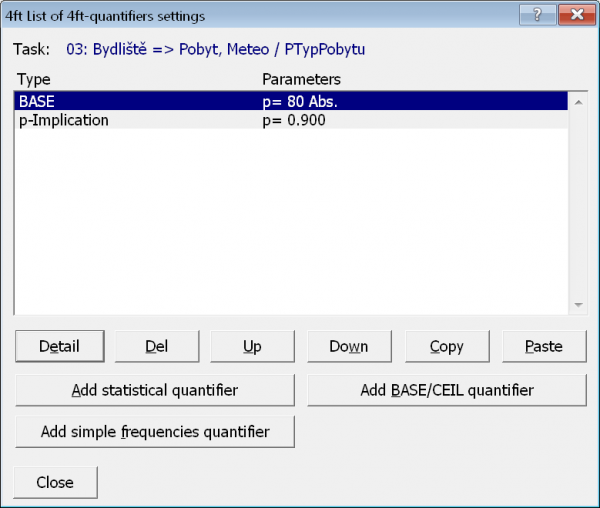 4ft List of 4ft-quantifiers settings
Task: 03: Bydliště => Pobyt, Meteo / PTypPobytu
Type Parameters
BASE p= 80 Abs.
p-Implication p= 0.900
Detail Del Up Down Copy Paste
Add statistical quantifier Add BASE/CEIL quantifier
Add simple frequencies quantifier
Close